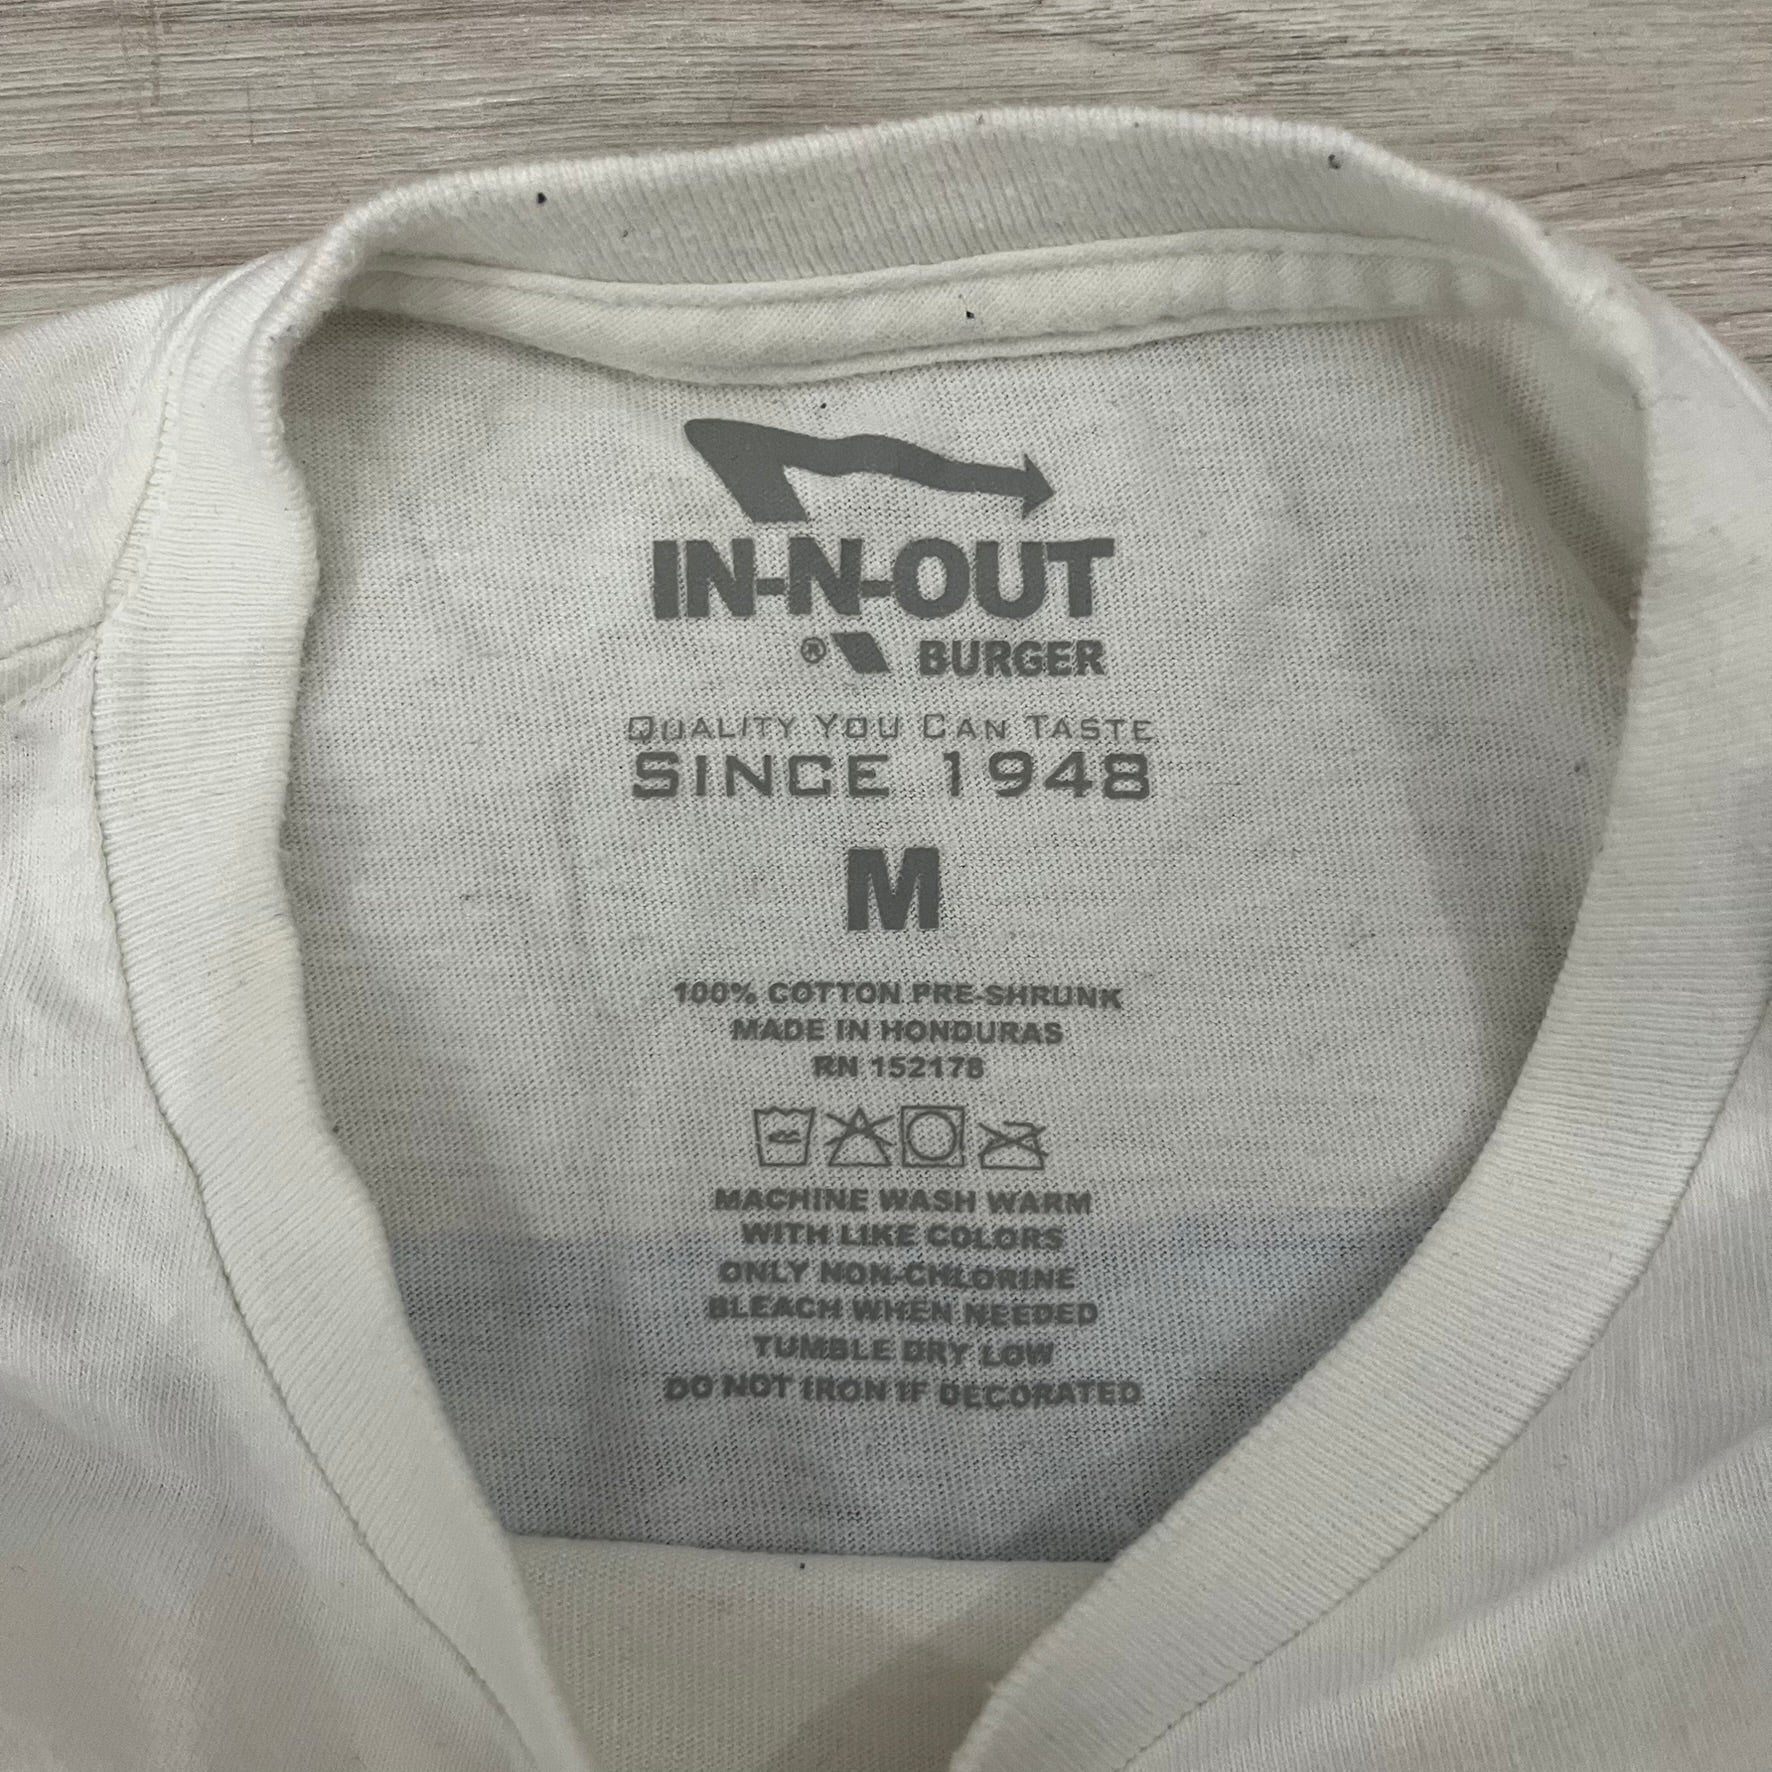 IN-N-OUT
® BURGER
QUALITY YOU CAN TASTE
SINCE 1948
M
100% COTTON PRE-SHRUNK
MADE IN HONDURAS
RN 152178
MACHINE WASH WARM
WITH LIKE COLORS
ONLY NON-CHLORINE
BLEACH WHEN NEEDED
TUMBLE DRY LOW
DO NOT IRON IF DECORATED